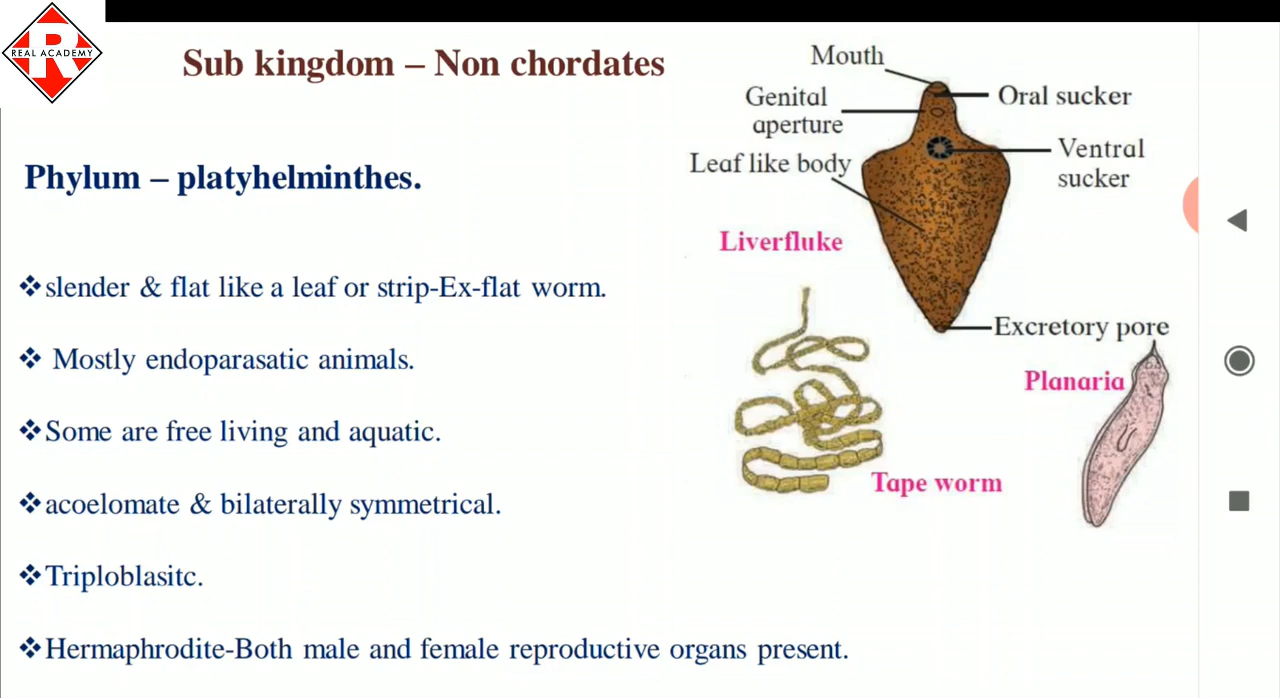 REAL ACADEMY
Sub kingdom – Non chordates
Phylum – platyhelminthes.
❖slender & flat like a leaf or strip-Ex-flat worm.
❖ Mostly endoparasatic animals.
❖Some are free living and aquatic.
❖acoelomate & bilaterally symmetrical.
❖Triploblasitc.
❖Hermaphrodite-Both male and female reproductive organs present.
Mouth
Oral sucker
Genital
aperture
Ventral
sucker
Leaf like body
Liverfluke
Excretory pore
Planaria
Tape worm